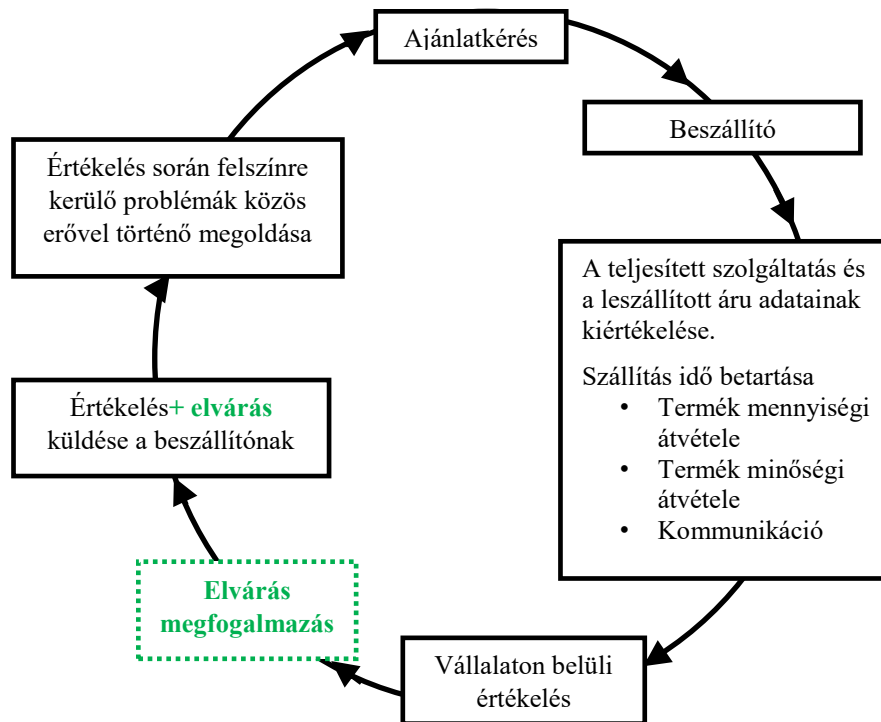 Ajánlatkérés
Beszállító
A teljesített szolgáltatás és
a leszállított áru adatainak
kiértékelése.
Szállítás idő betartása
• Termék mennyiségi
átvétele
• Termék minőségi
átvétele
• Kommunikáció
Vállalaton belüli
értékelés
Elvárás
megfogalmazás
Értékelés+ elvárás
küldése a beszállítónak
Értékelés során felszínre
kerülő problémák közös
erővel történő megoldása